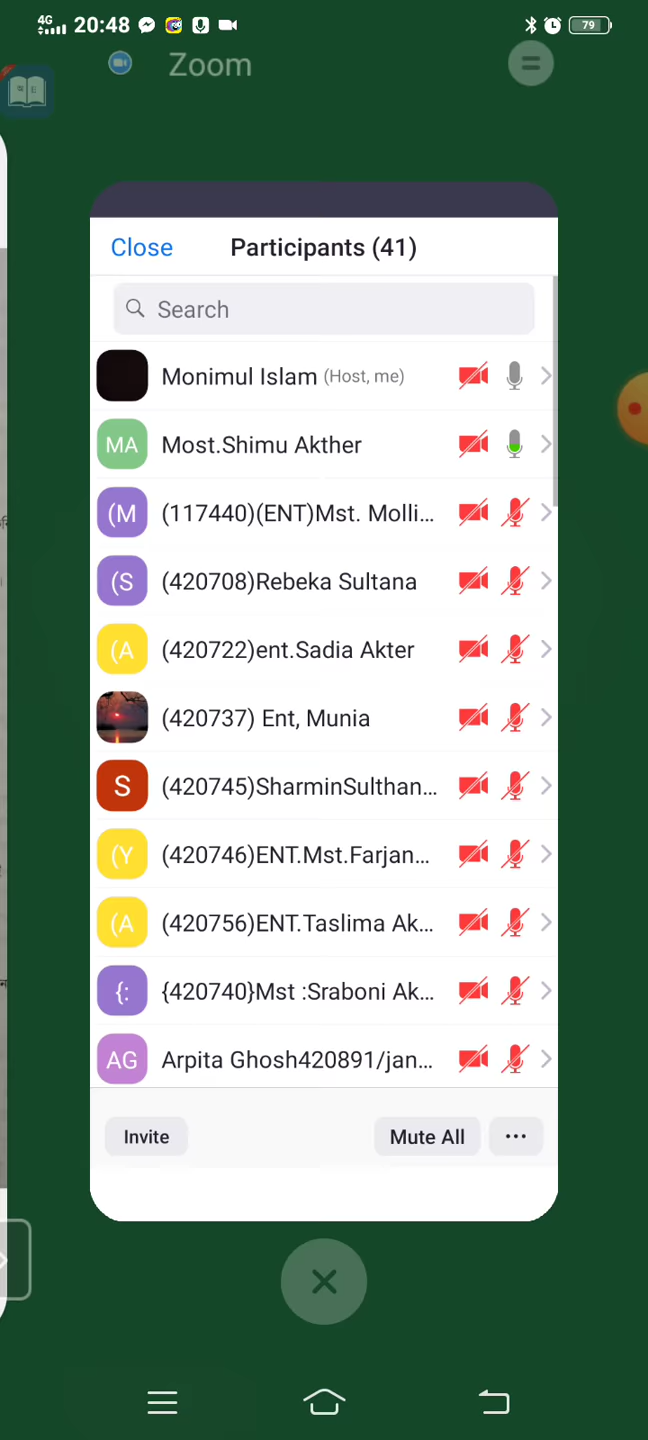 4G 20:48 79
Zoom
Close Participants (41)
Search
Monimul Islam (Host, me)
MA Most.Shimu Akther
(M (117440)(ENT)Mst. Molli...
(S (420708)Rebeka Sultana
(A (420722)ent.Sadia Akter
(420737) Ent, Munia
S (420745)SharminSulthan...
(Y (420746)ENT.Mst.Farjan...
(A (420756)ENT.Taslima Ak...
{: {420740}Mst :Sraboni Ak...
AG Arpita Ghosh420891/jan...
Invite Mute All ...